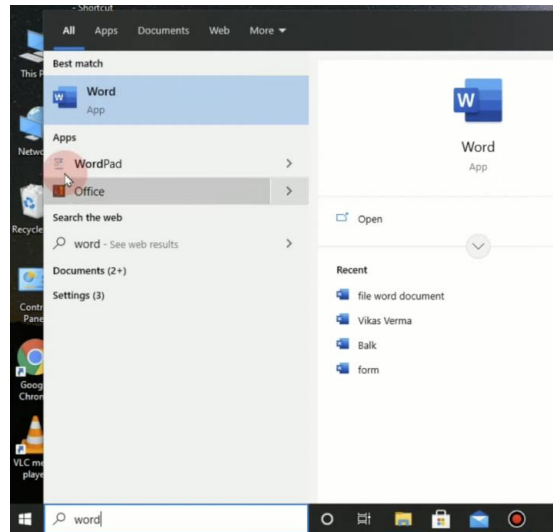 - Shortcut
All Apps Documents Web More
Best match
Word
App
Apps
WordPad
Office
Search the web
word - See web results
Documents (2+)
Settings (3)
Word
App
Open
Recent
file word document
Vikas Verma
Balk
form
This P
Netwo
Recycle
Contr
Pane
Goog
Chron
VLC me
playe
word